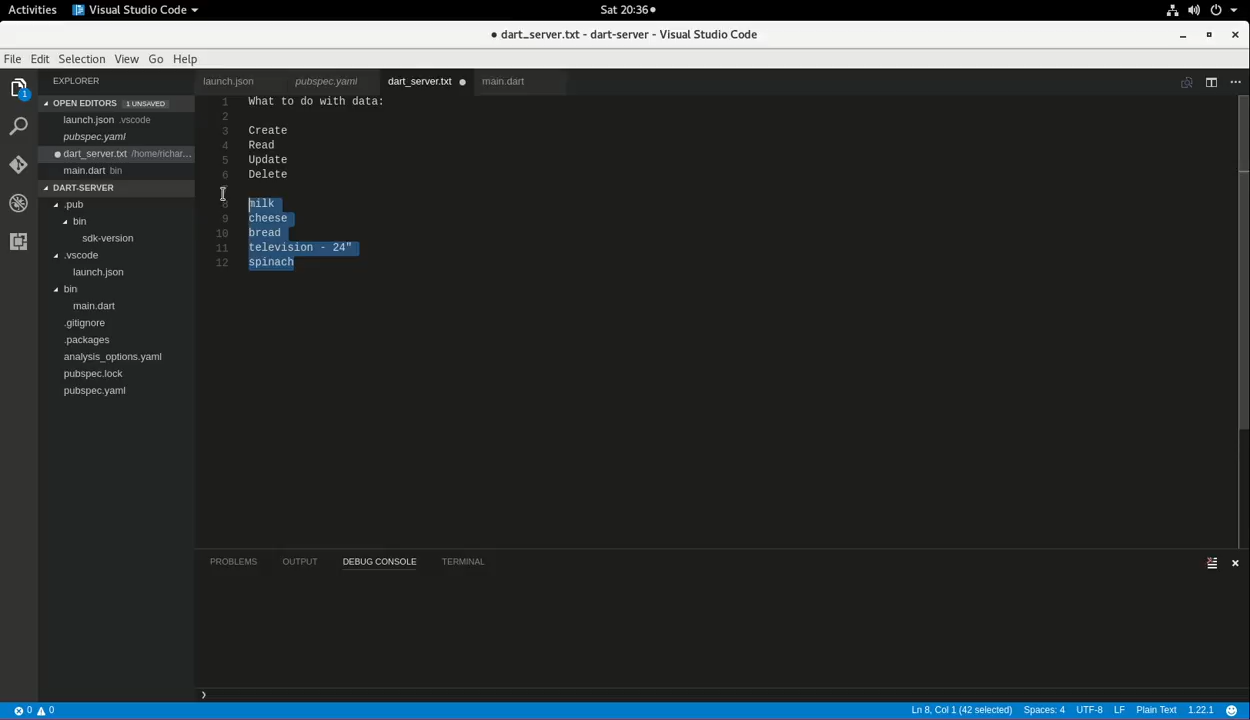 Activities Visual Studio Code Sat 20:36
dart_server.txt - dart-server - Visual Studio Code
File Edit Selection View Go Help
EXPLORER
OPEN EDITORS 1 UNSAVED
launch.json .vscode
pubspec.yaml
dart_server.txt /home/richar...
main.dart bin
DART-SERVER
.pub
bin
sdk-version
.vscode
launch.json
bin
main.dart
.gitignore
.packages
analysis_options.yaml
pubspec.lock
pubspec.yaml
1
launch.json pubspec.yaml dart_server.txt main.dart
1 What to do with data:
2
3 Create
4 Read
5 Update
6 Delete
8 milk
9 cheese
10 bread
11 television - 24"
12 spinach
PROBLEMS OUTPUT DEBUG CONSOLE TERMINAL
0 0 Ln 8, Col 1 (42 selected) Spaces: 4 UTF-8 LF Plain Text 1.22.1